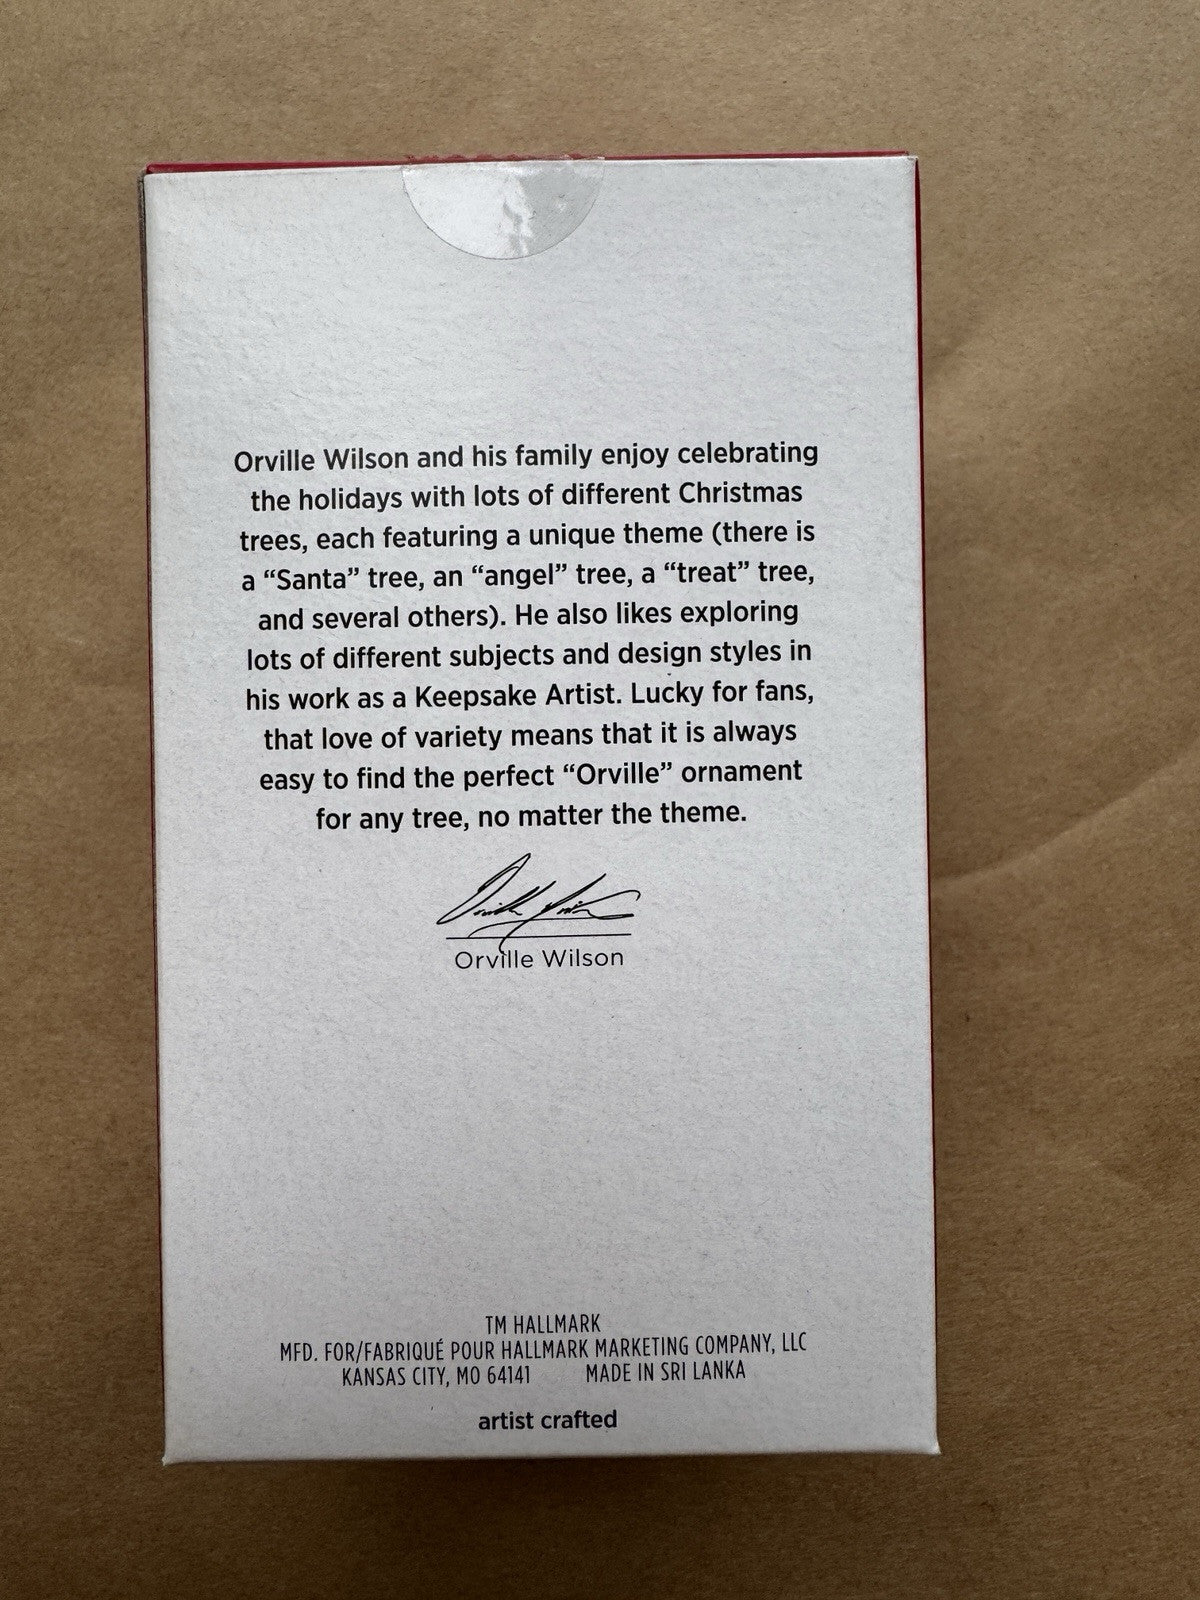 Orville Wilson and his family enjoy celebrating
the holidays with lots of different Christmas
trees, each featuring a unique theme (there is
a “Santa” tree, an “angel” tree, a “treat” tree,
and several others). He also likes exploring
lots of different subjects and design styles in
his work as a Keepsake Artist. Lucky for fans,
that love of variety means that it is always
easy to find the perfect “Orville” ornament
for any tree, no matter the theme.
Orville Wilson
Orville Wilson
TM HALLMARK
MFD. FOR/FABRIQUÉ POUR HALLMARK MARKETING COMPANY, LLC
KANSAS CITY, MO 64141 MADE IN SRI LANKA
artist crafted